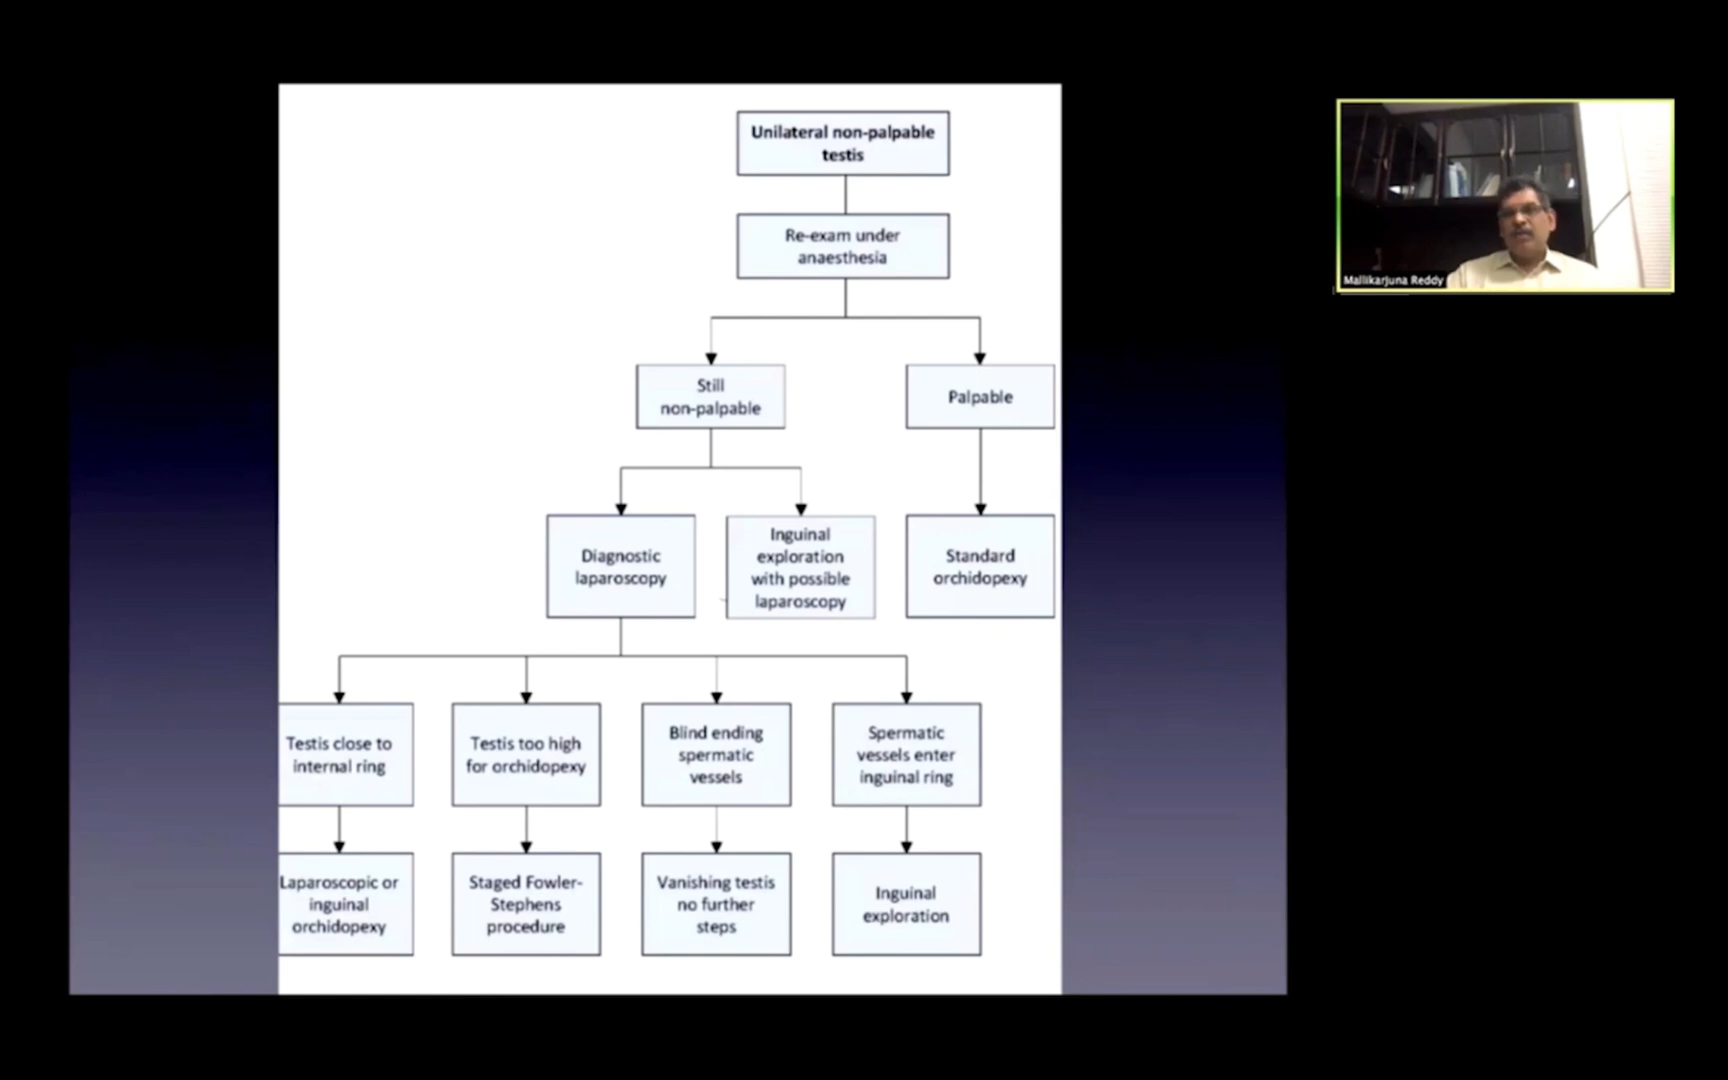 Unilateral non-palpable
testis
Re-exam under
anaesthesia
Still
non-palpable
Palpable
Diagnostic
laparoscopy
Inguinal
exploration
with possible
laparoscopy
Standard
orchidopexy
Testis close to
internal ring
Testis too high
for orchidopexy
Blind ending
spermatic
vessels
Spermatic
vessels enter
inguinal ring
Laparoscopic or
inguinal
orchidopexy
Staged Fowler-
Stephens
procedure
Vanishing testis
no further
steps
Inguinal
exploration
Mallikarjuna Reddy